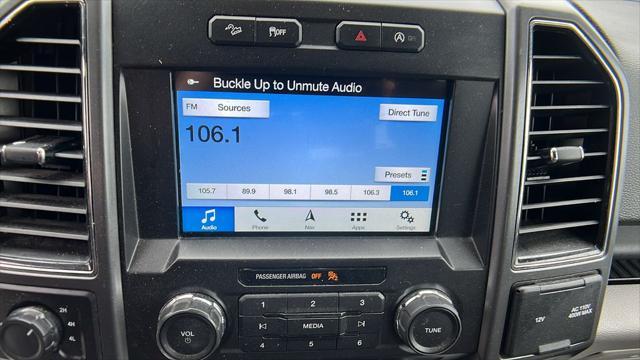 OFF
Buckle Up to Unmute Audio
FM Sources Direct Tune
106.1
Presets
105.7 89.9 98.1 98.5 106.3 106.1
Audio Phone Nav Apps Settings
PASSENGER AIRBAG OFF
1 2 3
VOL MEDIA TUNE
4 5 6
2H
4H
4L
12V
AC 110V
400W MAX